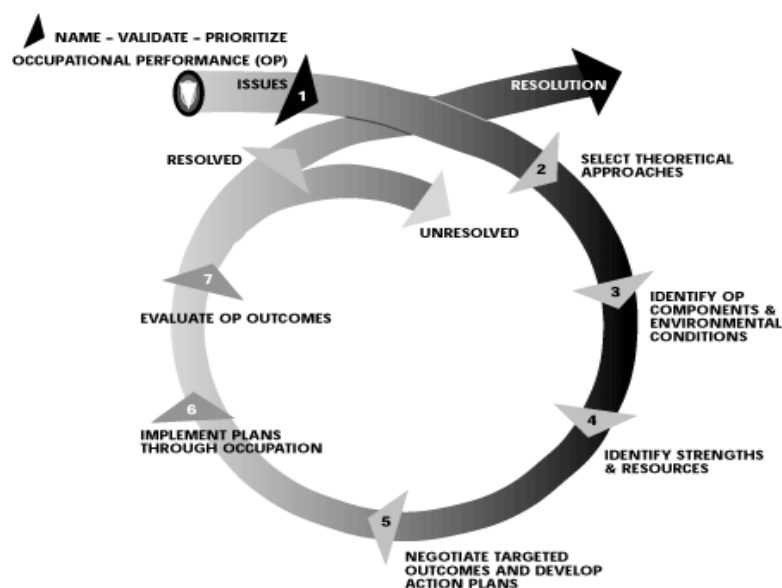 NAME – VALIDATE – PRIORITIZE
OCCUPATIONAL PERFORMANCE (OP)
ISSUES
1
RESOLUTION
RESOLVED
2
SELECT THEORETICAL
APPROACHES
UNRESOLVED
3
IDENTIFY OP
COMPONENTS &
ENVIRONMENTAL
CONDITIONS
7
EVALUATE OP OUTCOMES
4
IDENTIFY STRENGTHS
& RESOURCES
6
IMPLEMENT PLANS
THROUGH OCCUPATION
5
NEGOTIATE TARGETED
OUTCOMES AND DEVELOP
ACTION PLANS